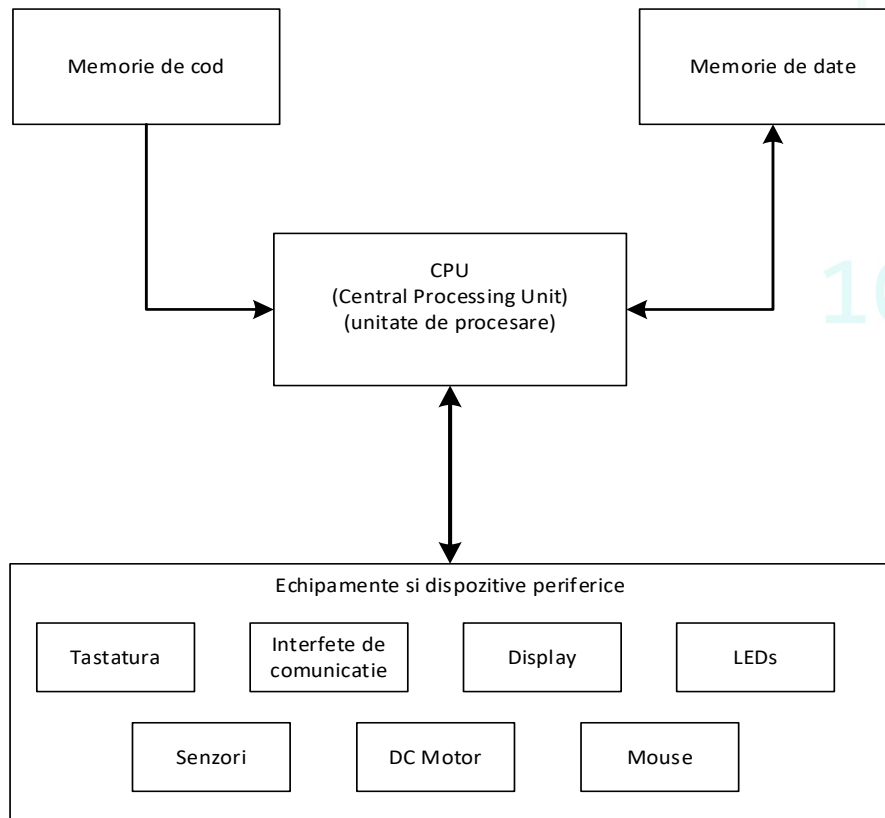 Memorie de cod
Memorie de date
CPU
(Central Processing Unit)
(unitate de procesare)
10
Echipamente si dispozitive periferice
Tastatura
Interfete de
comunicatie
Display
LEDs
Senzori
DC Motor
Mouse